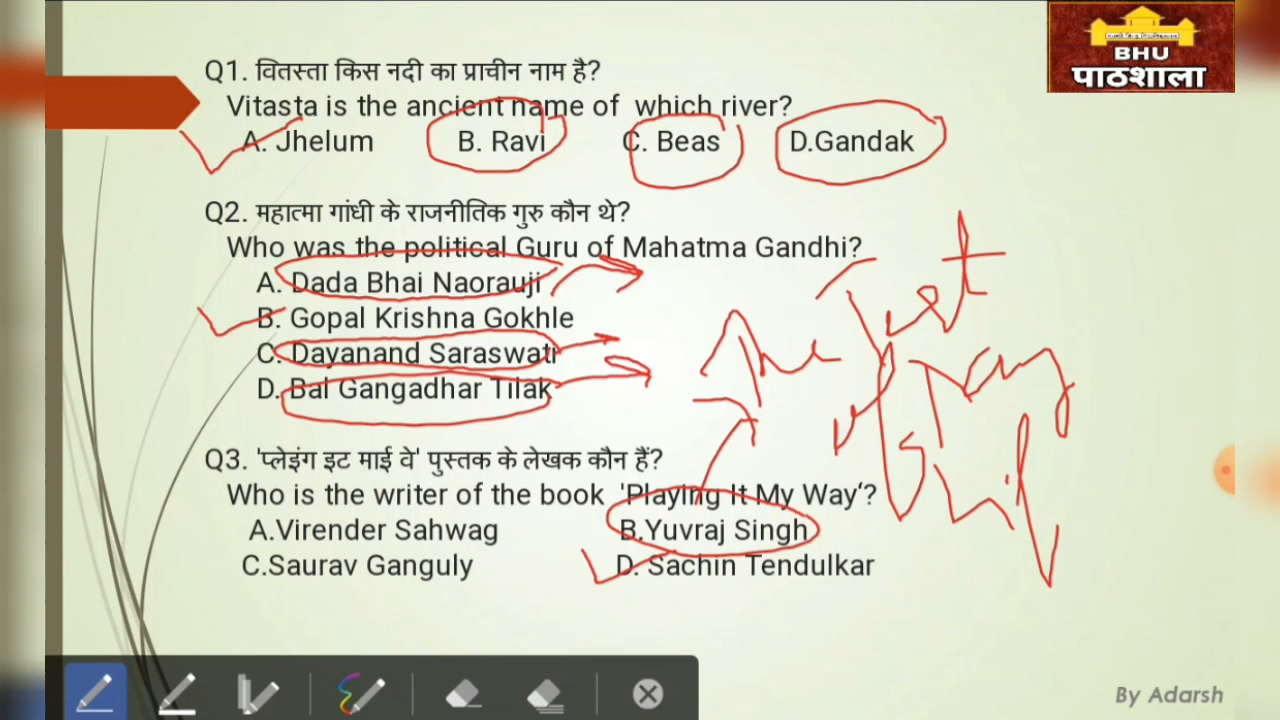 BHU
पाठशाला
Q1. वितस्ता किस नदी का प्राचीन नाम है?
Vitasta is the ancient name of which river?
A. Jhelum B. Ravi C. Beas D.Gandak
Q2. महात्मा गांधी के राजनीतिक गुरु कौन थे?
Who was the political Guru of Mahatma Gandhi?
A. Dada Bhai Naorauji
B. Gopal Krishna Gokhle
C. Dayanand Saraswati
D. Bal Gangadhar Tilak
The Test
Q3. 'प्लेइंग इट माई वे' पुस्तक के लेखक कौन हैं?
Who is the writer of the book 'Playing It My Way‘?
A.Virender Sahwag B.Yuvraj Singh
C.Saurav Ganguly D. Sachin Tendulkar
By Adarsh